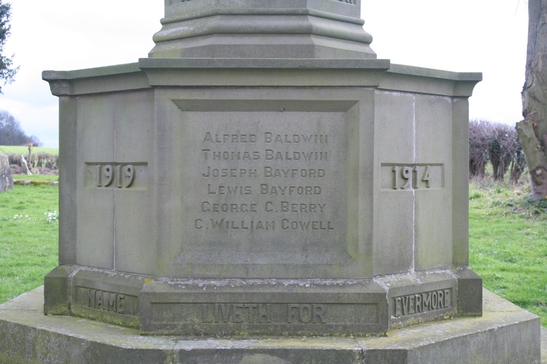 1919
ALFRED BALDWIN
THOMAS BALDWIN
JOSEPH BAYFORD
LEWIS BAYFORD
GEORGE C. BERRY
C. WILLIAM COWELL
1914
NAME
LIVETH FOR
EVERMORE